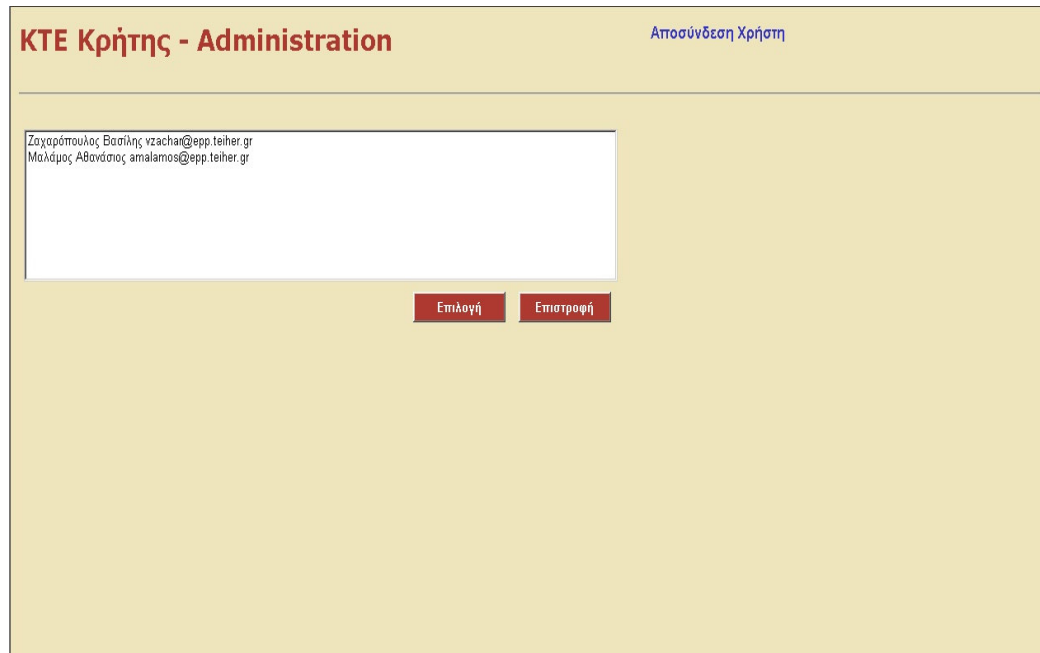 ΚΤΕ Κρήτης - Administration
Αποσύνδεση Χρήστη
Ζαχαρόπουλος Βασίλης vzachar@epp.teiher.gr
Μαλάμος Αθανάσιος amalamos@epp.teiher.gr
Επιλογή
Επιστροφή